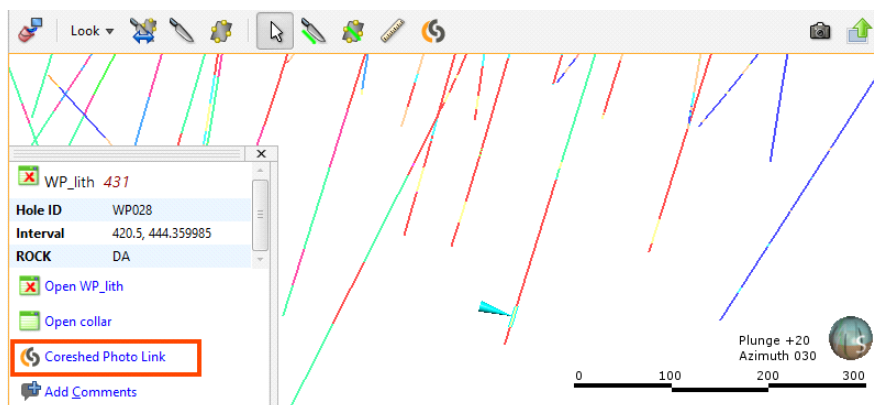 Look
WP_lith 431
Hole ID WP028
Interval 420.5, 444.359985
ROCK DA
Open WP_lith
Open collar
Coreshed Photo Link
Add Comments
Plunge +20
Azimuth 030
S
0 100 200 300